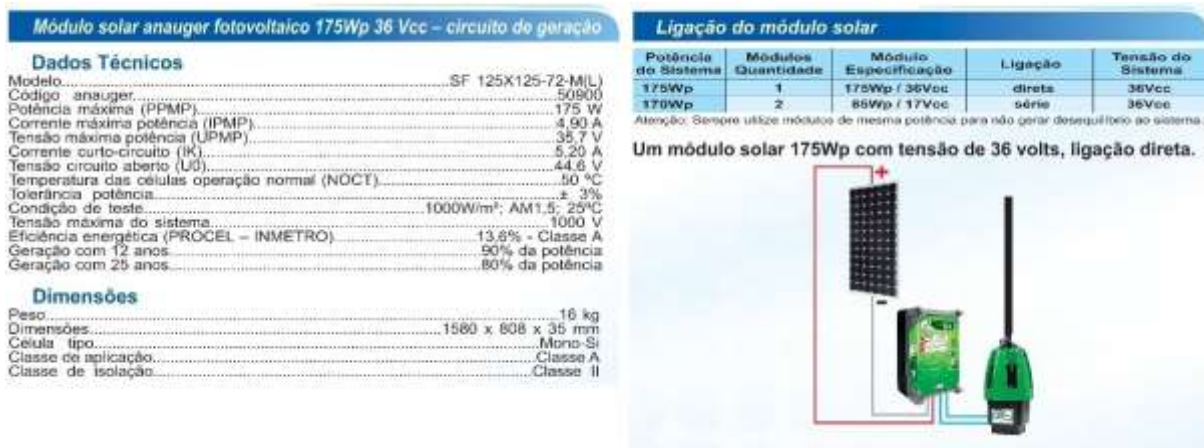 Módulo solar anauger fotovoltaico 175Wp 36 Vcc – circuito de geração
Dados Técnicos
Modelo....SF 125X125-72-M(L)
Código anauger....50900
Potência máxima (PPMP)....175 W
Corrente máxima potência (IPMP)....4,90 A
Tensão máxima potência (UPMP)....35,7 V
Corrente curto-circuito (IK)....5,20 A
Tensão circuito aberto (U0)....44,6 V
Temperatura das células operação normal (NOCT)....50 ºC
Tolerância potência....± 3%
Condição de teste....1000W/m²; AM1,5; 25ºC
Tensão máxima do sistema....1000 V
Eficiência energética (PROCEL – INMETRO)....13,6% - Classe A
Geração com 12 anos....90% da potência
Geração com 25 anos....80% da potência
Dimensões
Peso....16 kg
Dimensões....1580 x 808 x 35 mm
Célula tipo....Mono-Si
Classe de aplicação....Classe A
Classe de isolação....Classe II
Ligação do módulo solar
Potência do Sistema Módulos Quantidade Módulo Especificação Ligação Tensão do Sistema
175Wp 1 175Wp / 36Vcc direta 36Vcc
170Wp 2 85Wp / 17Vcc série 36Vcc
Atenção: Sempre utilize módulos de mesma potência para não gerar desequilíbrio ao sistema.
Um módulo solar 175Wp com tensão de 36 volts, ligação direta.
+
-